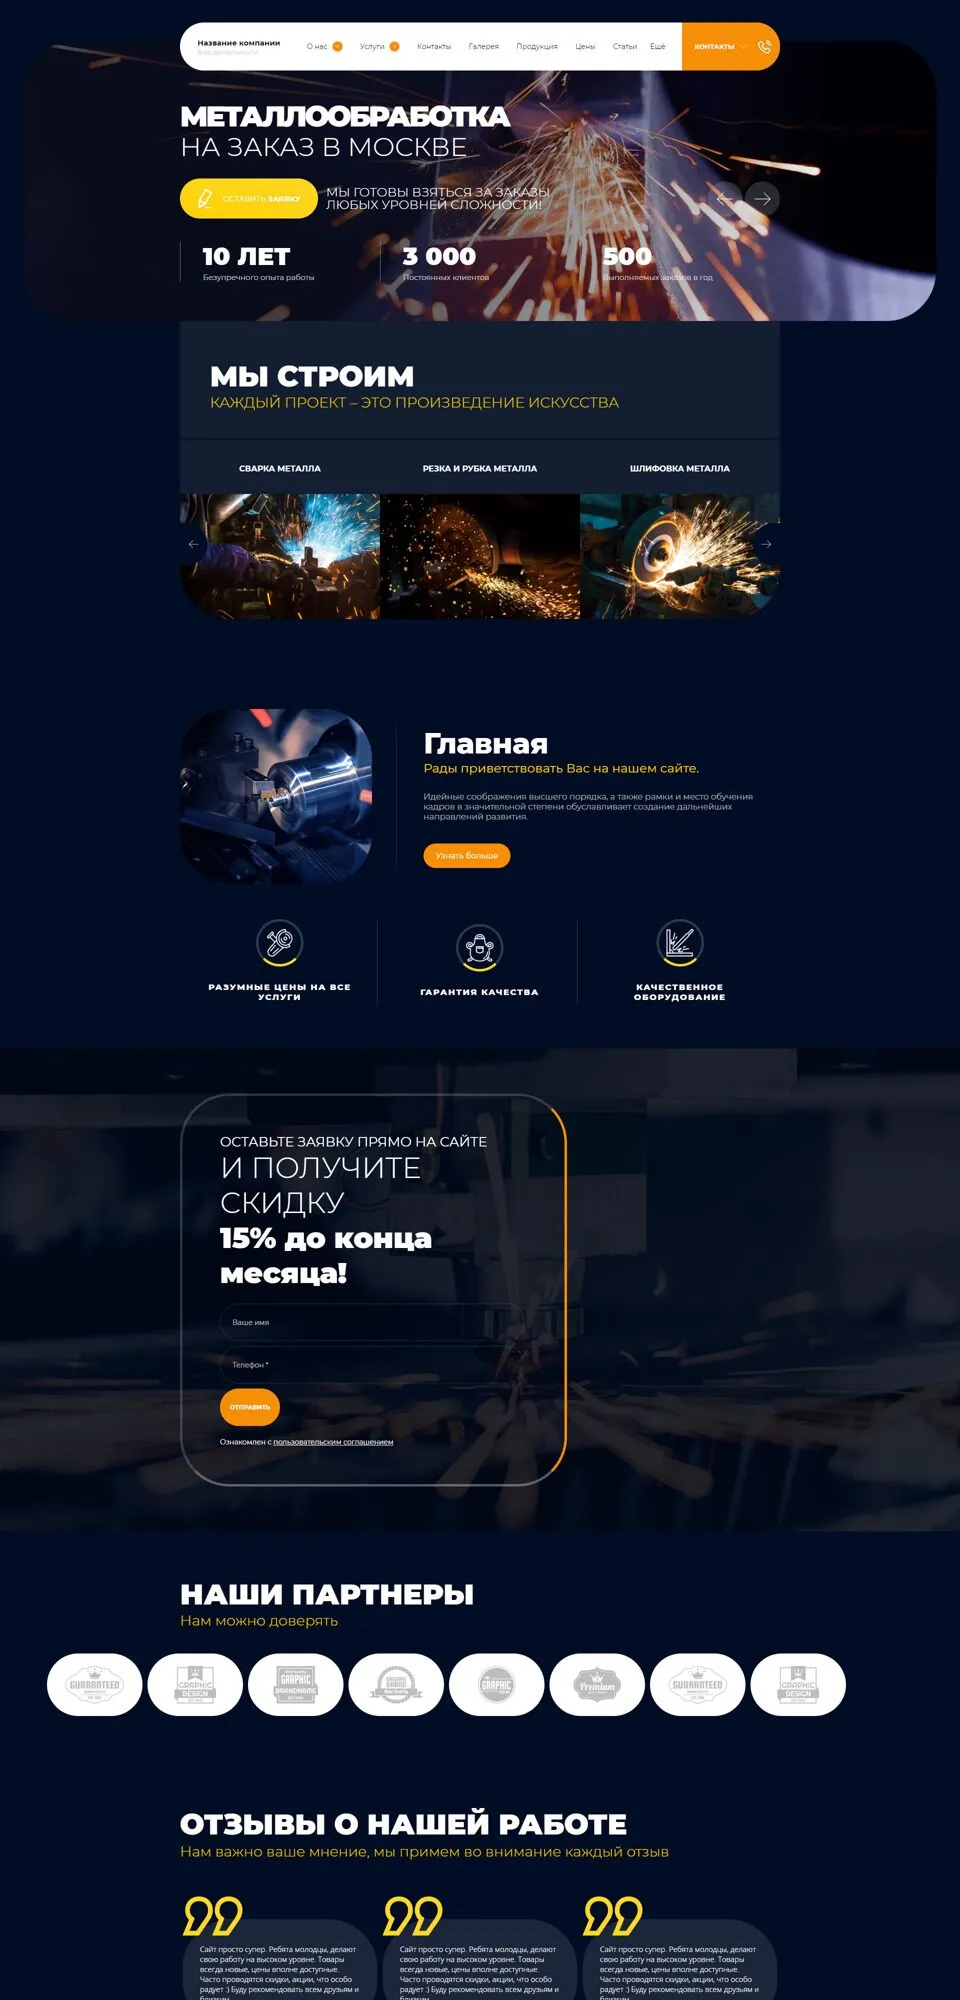 Название компании
Вид деятельности
О нас
Услуги
Контакты
Галерея
Продукция
Цены
Статьи
Ещё
КОНТАКТЫ
МЕТАЛЛООБРАБОТКА
НА ЗАКАЗ В МОСКВЕ
ОСТАВИТЬ ЗАЯВКУ
МЫ ГОТОВЫ ВЗЯТЬСЯ ЗА ЗАКАЗЫ
ЛЮБЫХ УРОВНЕЙ СЛОЖНОСТИ!
10 ЛЕТ
Безупречного опыта работы
3 000
Постоянных клиентов
500
Выполняемых заказов в год
МЫ СТРОИМ
КАЖДЫЙ ПРОЕКТ – ЭТО ПРОИЗВЕДЕНИЕ ИСКУССТВА
СВАРКА МЕТАЛЛА
РЕЗКА И РУБКА МЕТАЛЛА
ШЛИФОВКА МЕТАЛЛА
Главная
Рады приветствовать Вас на нашем сайте.
Идейные соображения высшего порядка, а также рамки и место обучения
кадров в значительной степени обуславливает создание дальнейших
направлений развития.
Узнать больше
РАЗУМНЫЕ ЦЕНЫ НА ВСЕ
УСЛУГИ
ГАРАНТИЯ КАЧЕСТВА
КАЧЕСТВЕННОЕ
ОБОРУДОВАНИЕ
ОСТАВЬТЕ ЗАЯВКУ ПРЯМО НА САЙТЕ
И ПОЛУЧИТЕ
СКИДКУ
15% до конца
месяца!
Ваше имя
Телефон *
ОТПРАВИТЬ
Ознакомлен с пользовательским соглашением
НАШИ ПАРТНЕРЫ
Нам можно доверять
GUARANTEED
GRAPHIC
DESIGN
GRAPHIC
BRANDNAME
GRAPHIC
Premium
GUARANTEED
GRAPHIC
DESIGN
ОТЗЫВЫ О НАШЕЙ РАБОТЕ
Нам важно ваше мнение, мы примем во внимание каждый отзыв
Сайт просто супер. Ребята молодцы, делают
свою работу на высоком уровне. Товары
всегда новые, цены вполне доступные.
Часто проводятся скидки, акции, что особо
радует :) Буду рекомендовать всем друзьям и
близким.
Сайт просто супер. Ребята молодцы, делают
свою работу на высоком уровне. Товары
всегда новые, цены вполне доступные.
Часто проводятся скидки, акции, что особо
радует :) Буду рекомендовать всем друзьям и
близким.
Сайт просто супер. Ребята молодцы, делают
свою работу на высоком уровне. Товары
всегда новые, цены вполне доступные.
Часто проводятся скидки, акции, что особо
радует :) Буду рекомендовать всем друзьям и
близким.